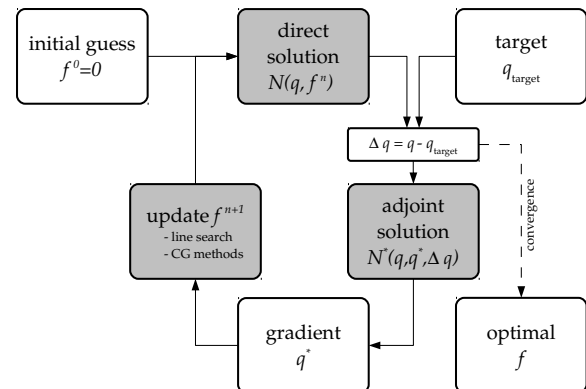 initial guess
f⁰=0
direct
solution
N(q, fⁿ)
target
q_target
Δ q = q - q_target
convergence
update fⁿ⁺¹
- line search
- CG methods
adjoint
solution
N*(q,q*,Δ q)
gradient
q*
optimal
f